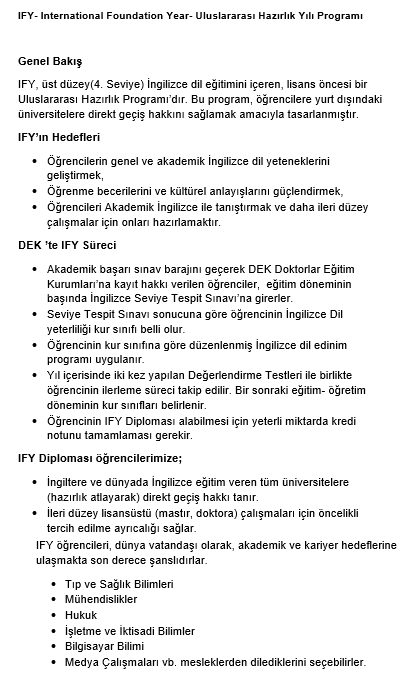 IFY- International Foundation Year- Uluslararası Hazırlık Yılı Programı
Genel Bakış
IFY, üst düzey(4. Seviye) İngilizce dil eğitimini içeren, lisans öncesi bir
Uluslararası Hazırlık Programı’dır. Bu program, öğrencilere yurt dışındaki
üniversitelere direkt geçiş hakkını sağlamak amacıyla tasarlanmıştır.
IFY’ın Hedefleri
• Öğrencilerin genel ve akademik İngilizce dil yeteneklerini
geliştirmek,
• Öğrenme becerilerini ve kültürel anlayışlarını güçlendirmek,
• Öğrencileri Akademik İngilizce ile tanıştırmak ve daha ileri düzey
çalışmalar için onları hazırlamaktır.
DEK ’te IFY Süreci
• Akademik başarı sınav barajını geçerek DEK Doktorlar Eğitim
Kurumları’na kayıt hakkı verilen öğrenciler, eğitim döneminin
başında İngilizce Seviye Tespit Sınavı’na girerler.
• Seviye Tespit Sınavı sonucuna göre öğrencinin İngilizce Dil
yeterliliği kur sınıfı belli olur.
• Öğrencinin kur sınıfına göre düzenlenmiş İngilizce dil edinim
programı uygulanır.
• Yıl içerisinde iki kez yapılan Değerlendirme Testleri ile birlikte
öğrencinin ilerleme süreci takip edilir. Bir sonraki eğitim- öğretim
döneminin kur sınıfları belirlenir.
• Öğrencinin IFY Diploması alabilmesi için yeterli miktarda kredi
notunu tamamlaması gerekir.
IFY Diploması öğrencilerimize;
• İngiltere ve dünyada İngilizce eğitim veren tüm üniversitelere
(hazırlık atlayarak) direkt geçiş hakkı tanır.
• İleri düzey lisansüstü (mastır, doktora) çalışmaları için öncelikli
tercih edilme ayrıcalığı sağlar.
IFY öğrencileri, dünya vatandaşı olarak, akademik ve kariyer hedeflerine
ulaşmakta son derece şanslıdırlar.
• Tıp ve Sağlık Bilimleri
• Mühendislikler
• Hukuk
• İşletme ve İktisadi Bilimler
• Bilgisayar Bilimi
• Medya Çalışmaları vb. mesleklerden dilediklerini seçebilirler.